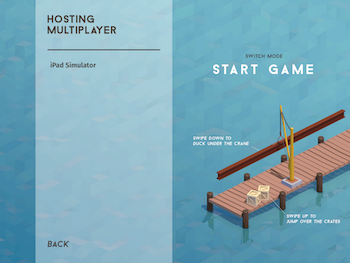 HOSTING
MULTIPLAYER
iPad Simulator
BACK
SWITCH MODE
START GAME
SWIPE DOWN TO
DUCK UNDER THE CRANE
SWIPE UP TO
JUMP OVER THE CRATES